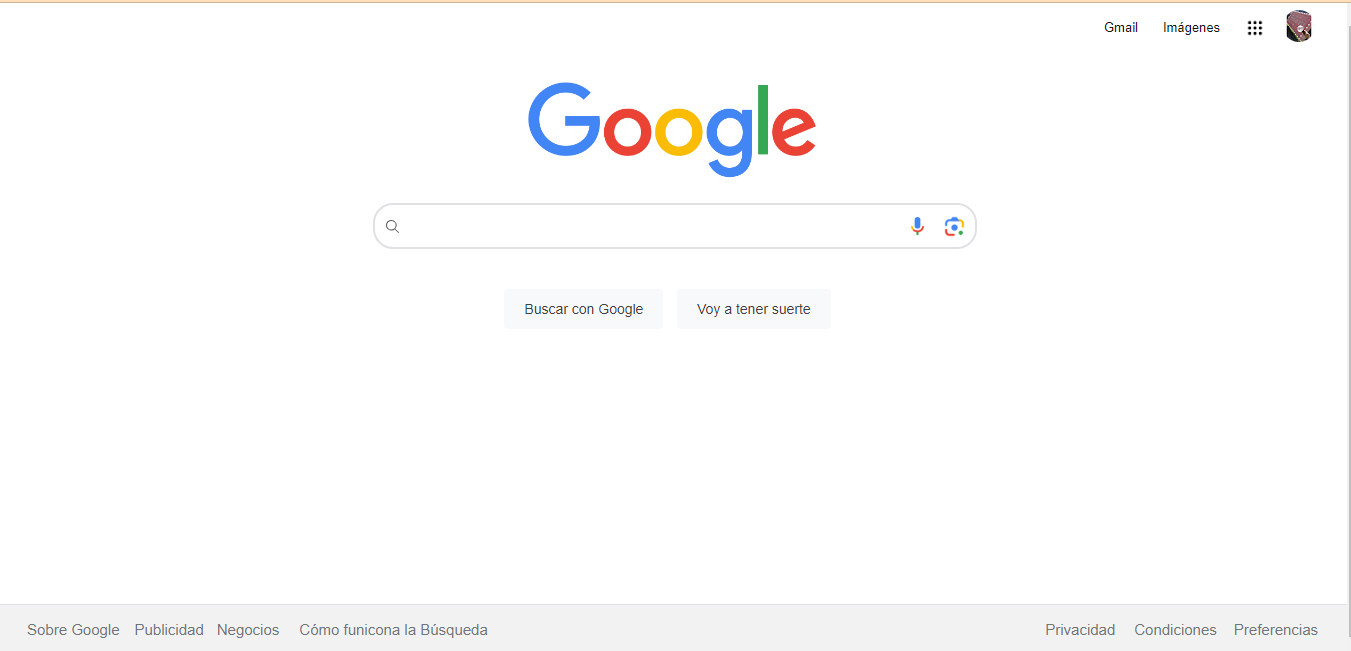 Gmail Imágenes
Google
Buscar con Google Voy a tener suerte
Sobre Google Publicidad Negocios Cómo funicona la Búsqueda Privacidad Condiciones Preferencias